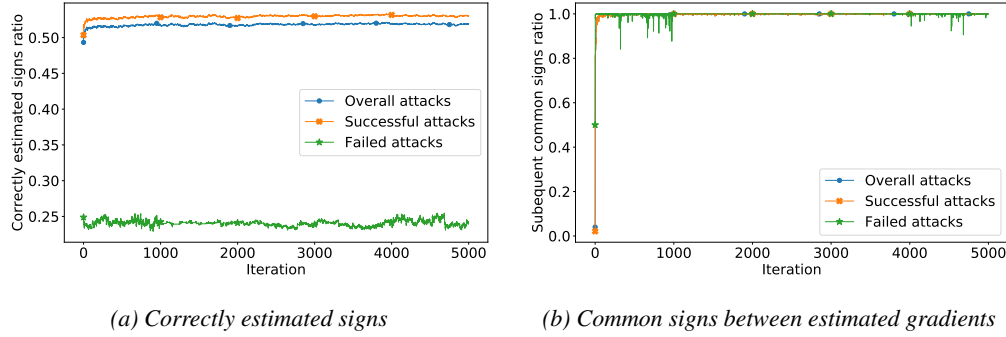 Correctly estimated signs ratio
0.50
0.45
0.40
0.35
0.30
0.25
Overall attacks
Successful attacks
Failed attacks
0 1000 2000 3000 4000 5000
Iteration
(a) Correctly estimated signs
Subequent common signs ratio
1.0
0.8
0.6
0.4
0.2
0.0
Overall attacks
Successful attacks
Failed attacks
0 1000 2000 3000 4000 5000
Iteration
(b) Common signs between estimated gradients